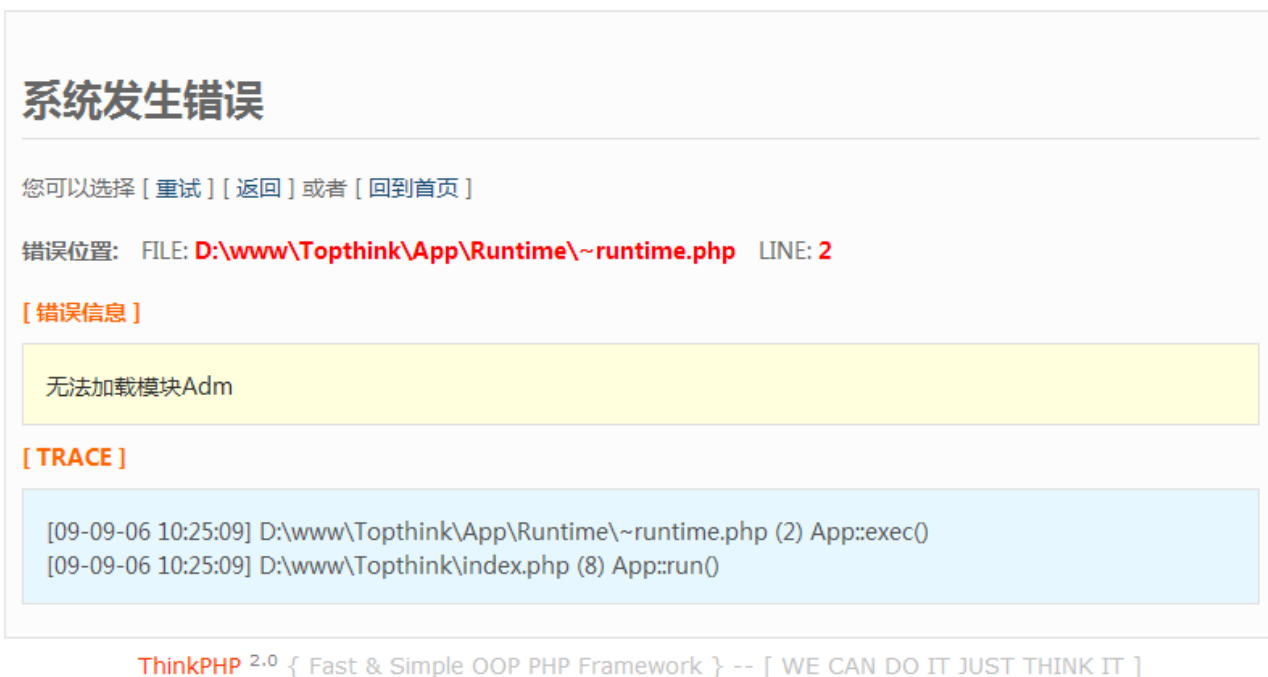 系统发生错误
您可以选择 [ 重试 ] [ 返回 ] 或者 [ 回到首页 ]
错误位置: FILE: D:\www\Topthink\App\Runtime\~runtime.php LINE: 2
[ 错误信息 ]
无法加载模块Adm
[ TRACE ]
[09-09-06 10:25:09] D:\www\Topthink\App\Runtime\~runtime.php (2) App::exec()
[09-09-06 10:25:09] D:\www\Topthink\index.php (8) App::run()
ThinkPHP 2.0 { Fast & Simple OOP PHP Framework } -- [ WE CAN DO IT JUST THINK IT ]